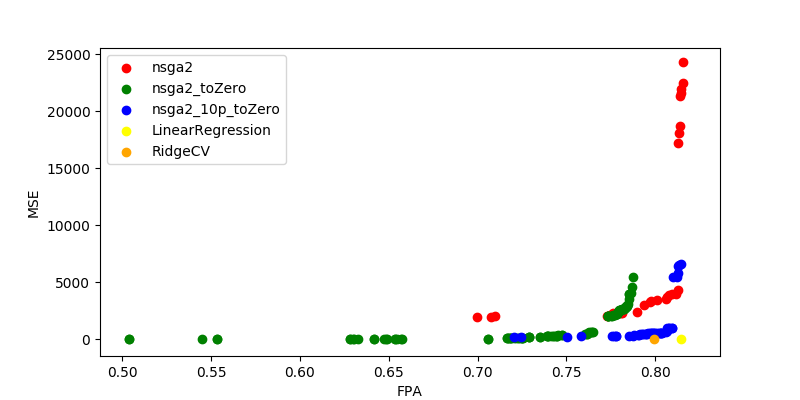 25000
20000
15000
10000
5000
0
MSE
nsga2
nsga2_toZero
nsga2_10p_toZero
LinearRegression
RidgeCV
0.50 0.55 0.60 0.65 0.70 0.75 0.80
FPA